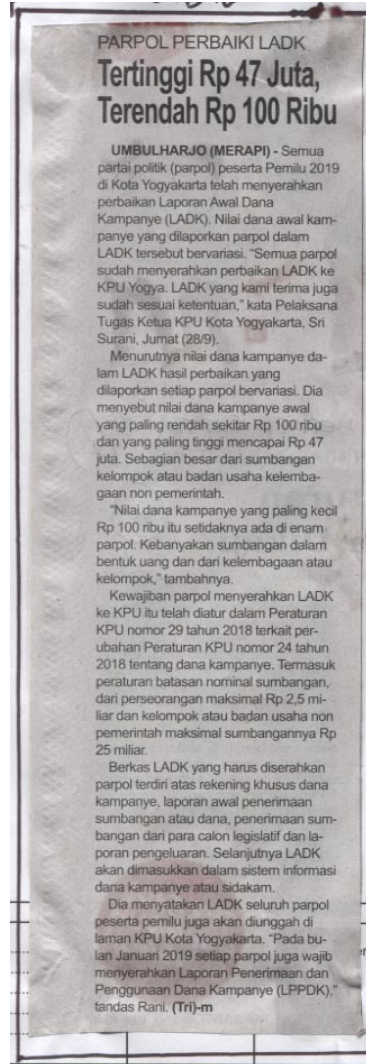 PARPOL PERBAIKI LADK
Tertinggi Rp 47 Juta,
Terendah Rp 100 Ribu
UMBULHARJO (MERAPI) - Semua
partai politik (parpol) peserta Pemilu 2019
di Kota Yogyakarta telah menyerahkan
perbaikan Laporan Awal Dana
Kampanye (LADK). Nilai dana awal kam-
panye yang dilaporkan parpol dalam
LADK tersebut bervariasi. “Semua parpol
sudah menyerahkan perbaikan LADK ke
KPU Yogya. LADK yang kami terima juga
sudah sesuai ketentuan,” kata Pelaksana
Tugas Ketua KPU Kota Yogyakarta, Sri
Surani, Jumat (28/9).
Menurutnya nilai dana kampanye da-
lam LADK hasil perbaikan yang
dilaporkan setiap parpol bervariasi. Dia
menyebut nilai dana kampanye awal
yang paling rendah sekitar Rp 100 ribu
dan yang paling tinggi mencapai Rp 47
juta. Sebagian besar dari sumbangan
kelompok atau badan usaha kelemba-
gaan non pemerintah.
“Nilai dana kampanye yang paling kecil
Rp 100 ribu itu setidaknya ada di enam
parpol. Kebanyakan sumbangan dalam
bentuk uang dan dari kelembagaan atau
kelompok,” tambahnya.
Kewajiban parpol menyerahkan LADK
ke KPU itu telah diatur dalam Peraturan
KPU nomor 29 tahun 2018 terkait per-
ubahan Peraturan KPU nomor 24 tahun
2018 tentang dana kampanye. Termasuk
peraturan batasan nominal sumbangan,
dari perseorangan maksimal Rp 2,5 mi-
liar dan kelompok atau badan usaha non
pemerintah maksimal sumbangannya Rp
25 miliar.
Berkas LADK yang harus diserahkan
parpol terdiri atas rekening khusus dana
kampanye, laporan awal penerimaan
sumbangan atau dana, penerimaan sum-
bangan dari para calon legislatif dan la-
poran pengeluaran. Selanjutnya LADK
akan dimasukkan dalam sistem informasi
dana kampanye atau sidakam.
Dia menyatakan LADK seluruh parpol
peserta pemilu juga akan diunggah di
laman KPU Kota Yogyakarta. “Pada bu-
lan Januari 2019 setiap parpol juga wajib
menyerahkan Laporan Penerimaan dan
Penggunaan Dana Kampanye (LPPDK),”
tandas Rani. (Tri)-m